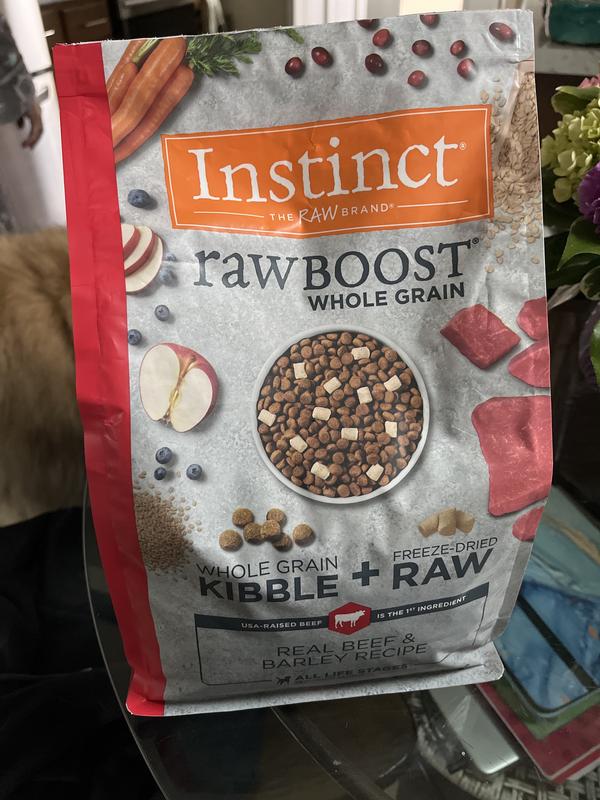 Instinct®
THE RAW BRAND®
rawBOOST®
WHOLE GRAIN
WHOLE GRAIN
KIBBLE
+
FREEZE-DRIED
RAW
USA-RAISED BEEF IS THE 1ST INGREDIENT
REAL BEEF &
BARLEY RECIPE
ALL LIFE STAGES